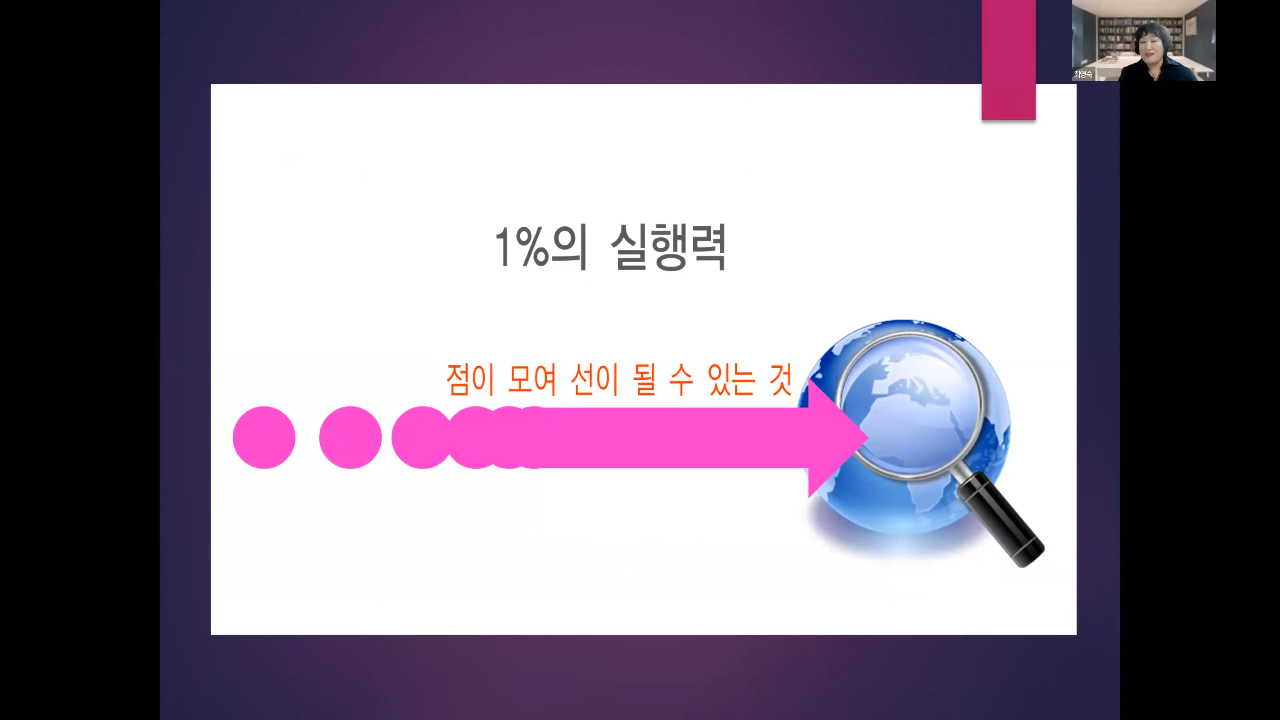 1%의 실행력
점이 모여 선이 될 수 있는 것